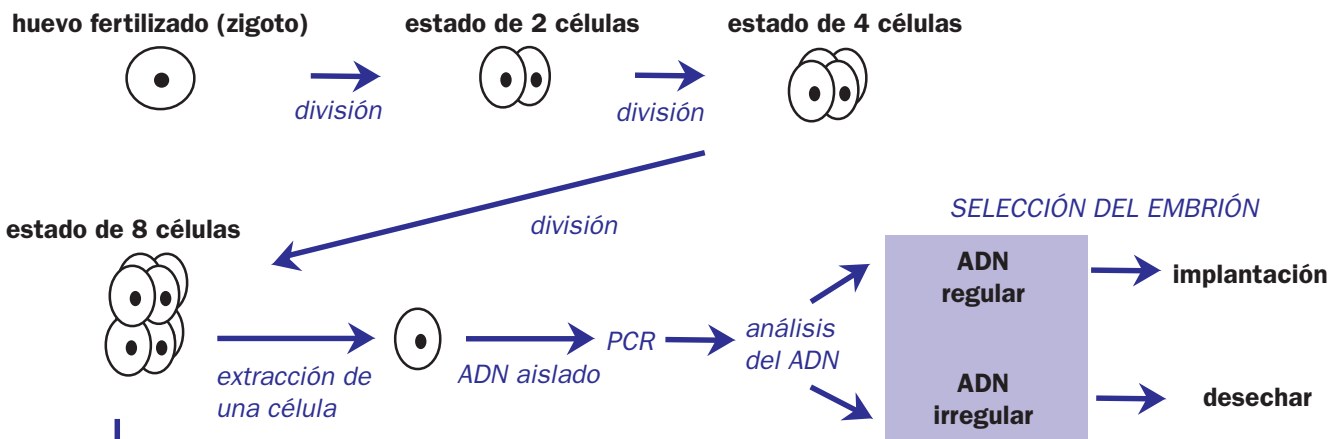 huevo fertilizado (zigoto)
estado de 2 células
estado de 4 células
división
división
división
SELECCIÓN DEL EMBRIÓN
estado de 8 células
ADN
regular
implantación
extracción de
una célula
ADN aislado
PCR
análisis
del ADN
ADN
irregular
desechar